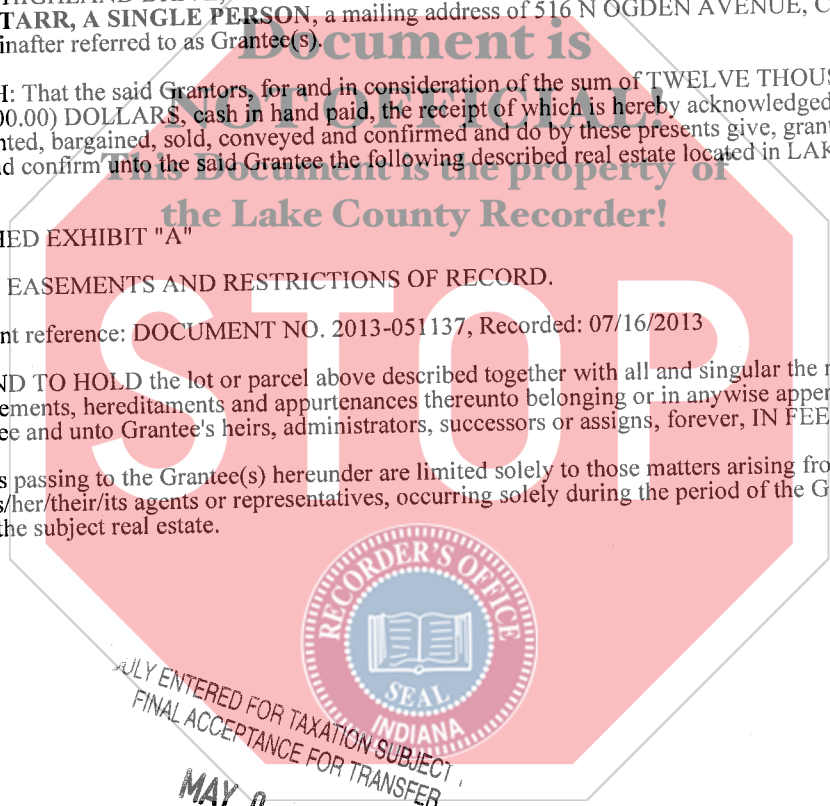 TARR, A SINGLE PERSON, a mailing address of 516 N OGDEN AVENUE, C
inafter referred to as Grantee(s).
Document is
H: That the said Grantors, for and in consideration of the sum of TWELVE THOUS
00.00) DOLLARS, cash in hand paid, the receipt of which is hereby acknowledged
NOT OFFICIAL!
nted, bargained, sold, conveyed and confirmed and do by these presents give, grant
d confirm unto the said Grantee the following described real estate located in LAK
This Document is the property of
the Lake County Recorder!
HED EXHIBIT "A"
EASEMENTS AND RESTRICTIONS OF RECORD.
STOP
nt reference: DOCUMENT NO. 2013-051137, Recorded: 07/16/2013
ND TO HOLD the lot or parcel above described together with all and singular the r
ements, hereditaments and appurtenances thereunto belonging or in anywise apper
ee and unto Grantee's heirs, administrators, successors or assigns, forever, IN FEE
s passing to the Grantee(s) hereunder are limited solely to those matters arising fro
s/her/their/its agents or representatives, occurring solely during the period of the G
the subject real estate.
RECORDER'S OFFICE
SEAL
INDIANA
DULY ENTERED FOR TAXATION SUBJECT
FINAL ACCEPTANCE FOR TRANSFER
MAY 0